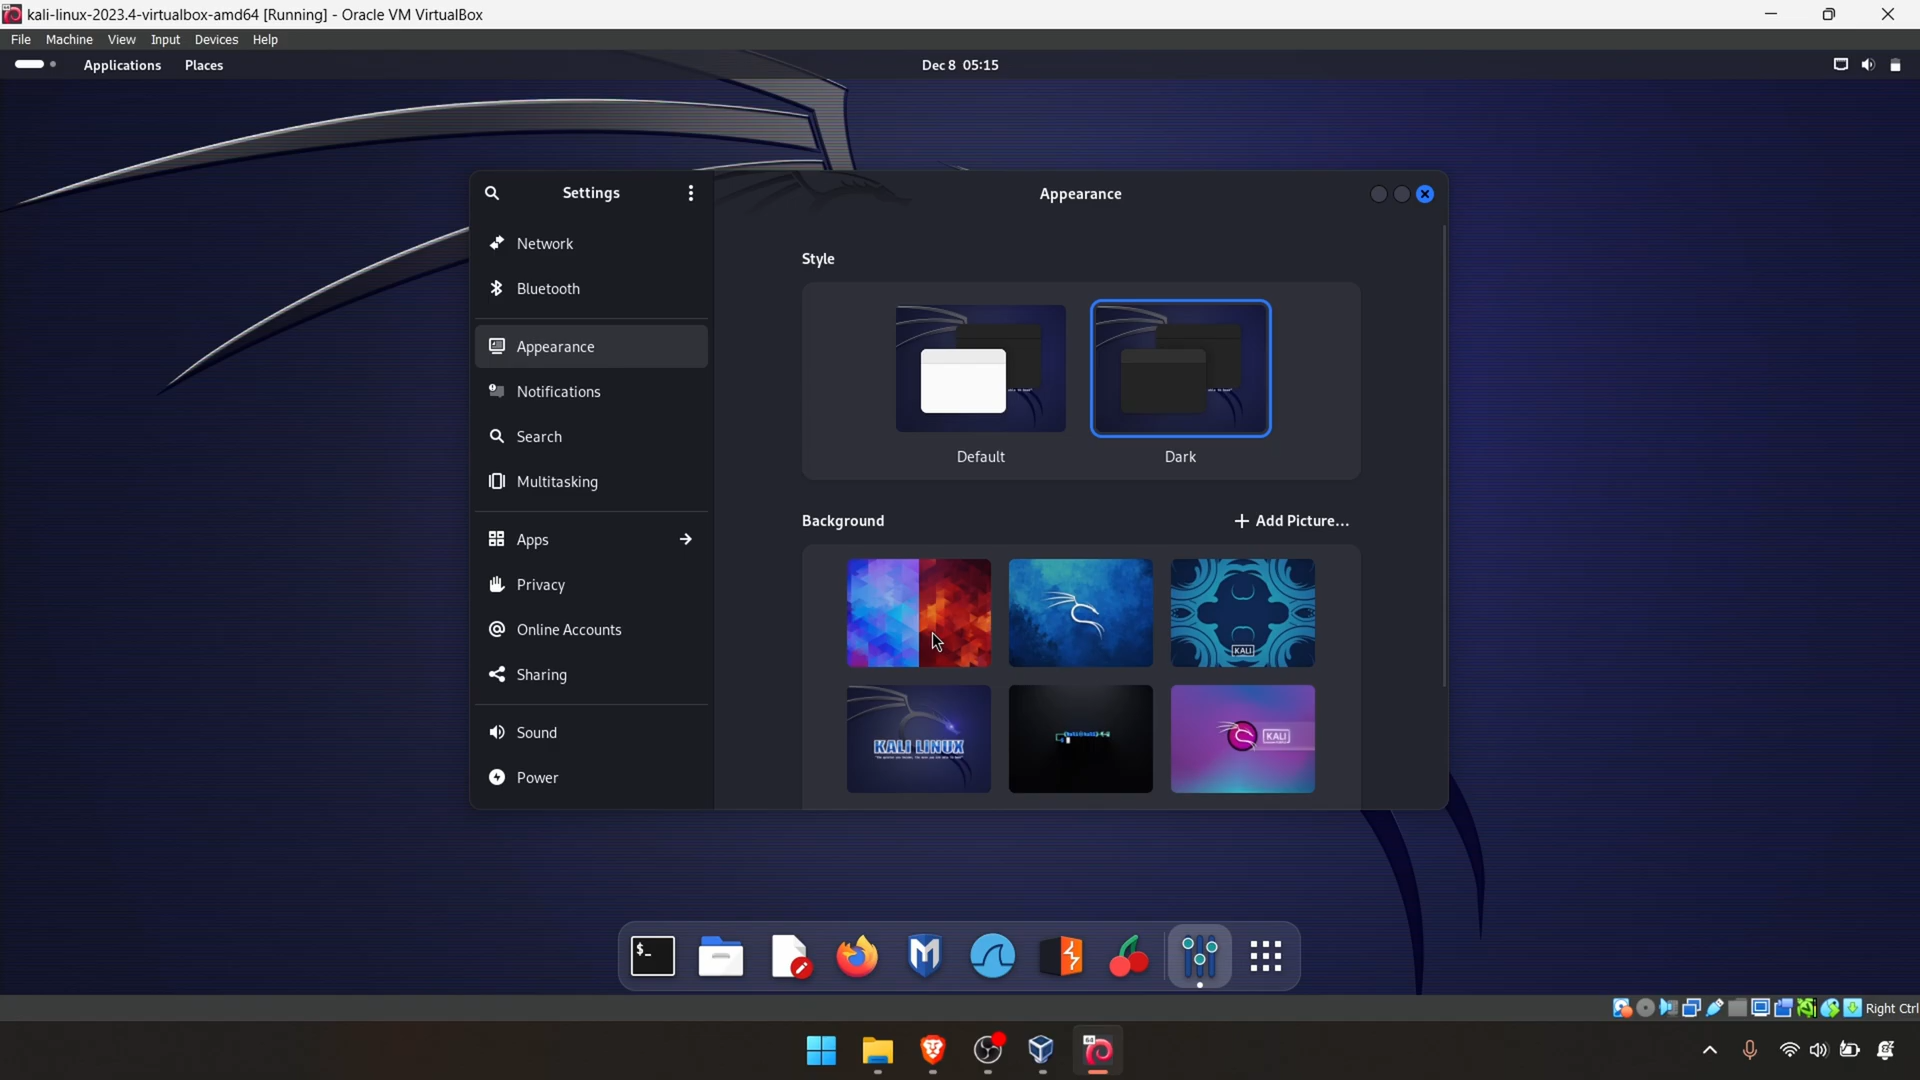 kali-linux-2023.4-virtualbox-amd64 [Running] - Oracle VM VirtualBox
File Machine View Input Devices Help
Applications Places Dec 8 05:15
Settings
Network
Bluetooth
Appearance
Notifications
Search
Multitasking
Apps
Privacy
Online Accounts
Sharing
Sound
Power
Appearance
Style
Default Dark
Background + Add Picture...
KALI
KALI LINUX
KALI
$-
Right Ctrl
64